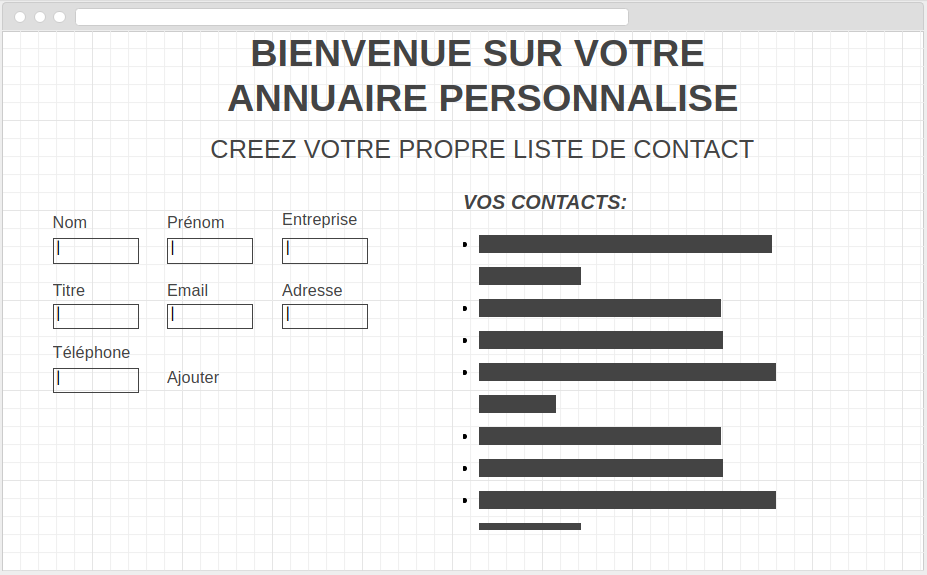 BIENVENUE SUR VOTRE
ANNUAIRE PERSONNALISE
CREEZ VOTRE PROPRE LISTE DE CONTACT
Nom
Prénom
Entreprise
Titre
Email
Adresse
Téléphone
Ajouter
VOS CONTACTS: